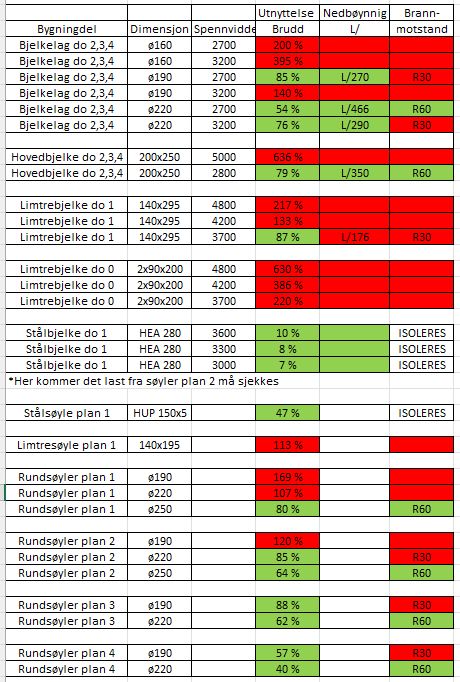 Utnyttelse Nedbøynnig Brann-
Bygningdel Dimensjon Spennvidde Brudd L/ motstand
Bjelkelag do 2,3,4 ø160 2700 200 %
Bjelkelag do 2,3,4 ø160 3200 395 %
Bjelkelag do 2,3,4 ø190 2700 85 % L/270 R30
Bjelkelag do 2,3,4 ø190 3200 140 %
Bjelkelag do 2,3,4 ø220 2700 54 % L/466 R60
Bjelkelag do 2,3,4 ø220 3200 76 % L/290 R30
Hovedbjelke do 2,3,4 200x250 5000 636 %
Hovedbjelke do 2,3,4 200x250 2800 79 % L/350 R60
Limtrebjelke do 1 140x295 4800 217 %
Limtrebjelke do 1 140x295 4200 133 %
Limtrebjelke do 1 140x295 3700 87 % L/176 R30
Limtrebjelke do 0 2x90x200 4800 630 %
Limtrebjelke do 0 2x90x200 4200 386 %
Limtrebjelke do 0 2x90x200 3700 220 %
Stålbjelke do 1 HEA 280 3600 10 % ISOLERES
Stålbjelke do 1 HEA 280 3300 8 % ISOLERES
Stålbjelke do 1 HEA 280 3000 7 % ISOLERES
*Her kommer det last fra søyler plan 2 må sjekkes
Stålsøyle plan 1 HUP 150x5 47 % ISOLERES
Limtresøyle plan 1 140x195 113 %
Rundsøyler plan 1 ø190 169 %
Rundsøyler plan 1 ø220 107 %
Rundsøyler plan 1 ø250 80 % R60
Rundsøyler plan 2 ø190 120 %
Rundsøyler plan 2 ø220 85 % R30
Rundsøyler plan 2 ø250 64 % R60
Rundsøyler plan 3 ø190 88 % R30
Rundsøyler plan 3 ø220 62 % R60
Rundsøyler plan 4 ø190 57 % R30
Rundsøyler plan 4 ø220 40 % R60